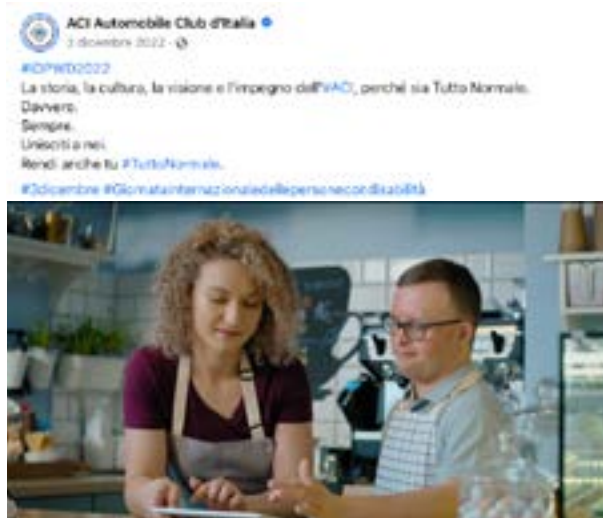 ACI Automobile Club d'Italia
3 dicembre 2022
#IDPWD2022
La storia, la cultura, la visione e l'impegno dell'#ACI, perché sia Tutto Normale.
Davvero.
Sempre.
Unisciti a noi.
Rendi anche tu #TuttoNormale.
#3dicembre #Giornatainternazionaledellepersonecondisabilità